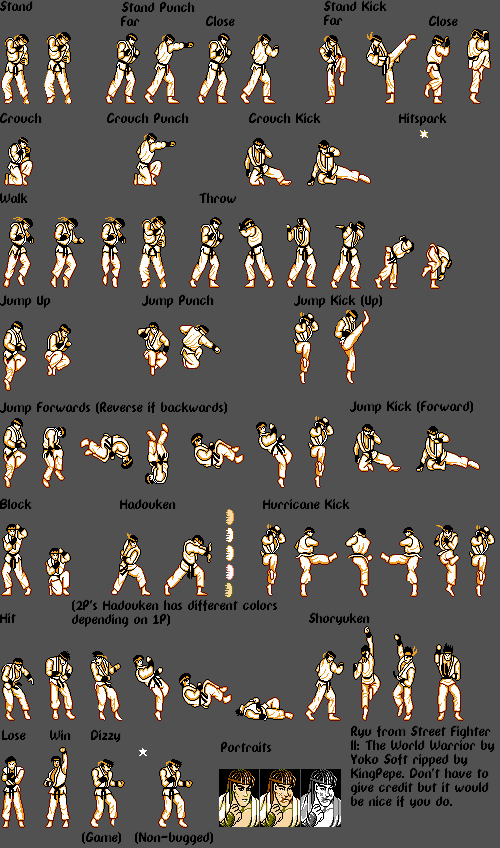 Stand
Stand Punch
Far
Close
Stand Kick
Far
Close
Crouch
Crouch Punch
Crouch Kick
Hitspark
Walk
Throw
Jump Up
Jump Punch
Jump Kick (Up)
Jump Forwards (Reverse if backwards)
Jump Kick (Forward)
Block
Hadouken
Hurricane Kick
(2P's Hadouken has different colors
depending on 1P)
Hit
Shoryuken
Lose
Win
Dizzy
(Game)
(Non-bugged)
Portraits
Ryu from Street Fighter
II: The World Warrior by
Yoko Soft ripped by
KingPepe. Don't have to
give credit but it would
be nice if you do.